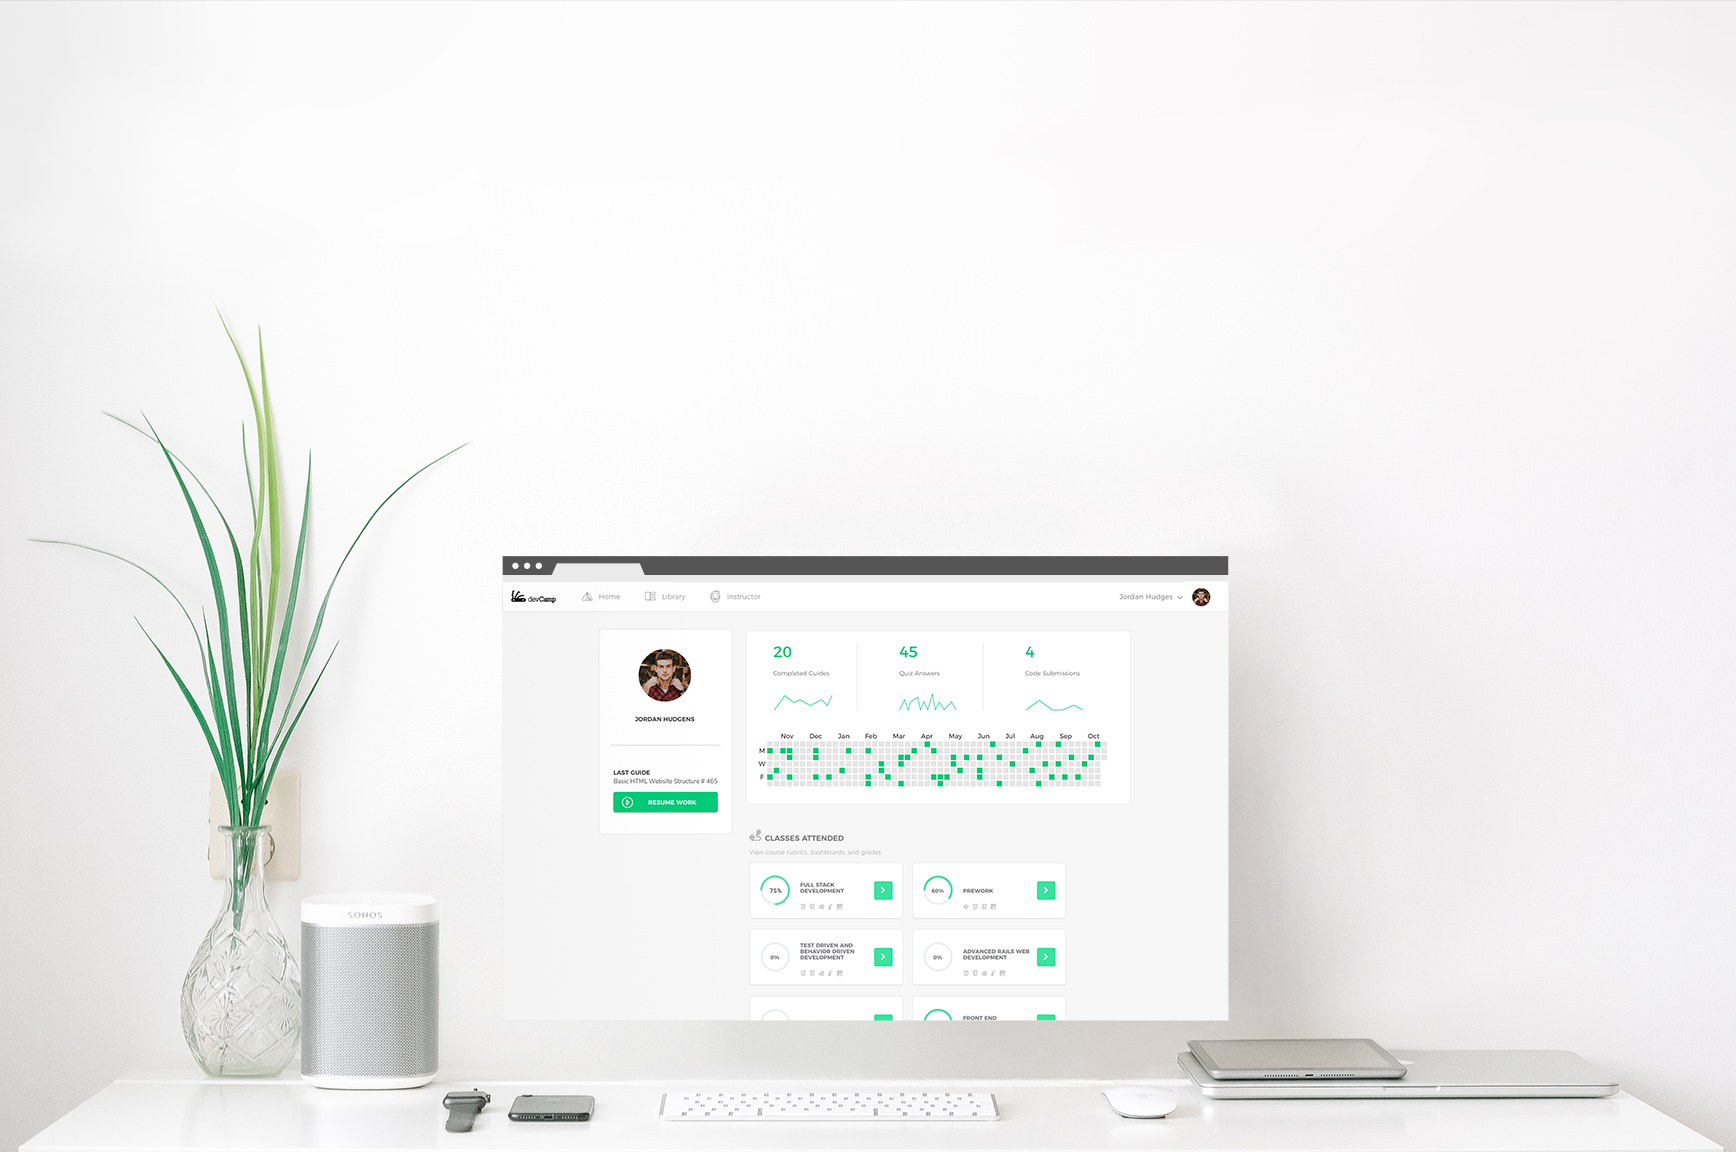 devCamp
Home
Library
Instructor
Jordan Hudges
JORDAN HUDGENS
LAST GUIDE
Basic HTML Website Structure # 465
RESUME WORK
20
Completed Guides
45
Quiz Answers
4
Code Submissions
Nov Dec Jan Feb Mar Apr May Jun Jul Aug Sep Oct
M
W
F
CLASSES ATTENDED
View course rubrics, dashboards, and grades
75%
FULL STACK
DEVELOPMENT
60%
PREWORK
0%
TEST DRIVEN AND
BEHAVIOR DRIVEN
DEVELOPMENT
0%
ADVANCED RAILS WEB
DEVELOPMENT
FRONT END
SONOS